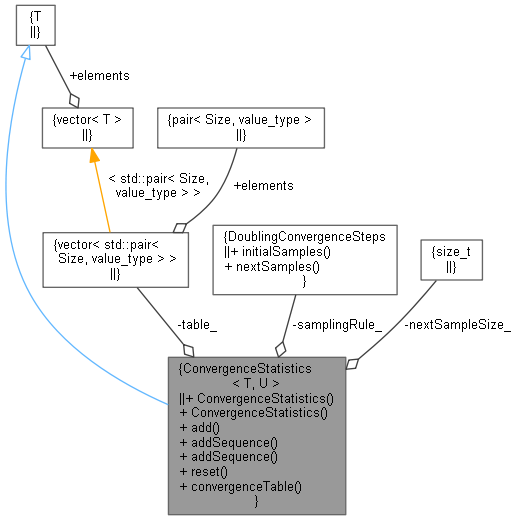 {T
||}
+elements
{vector< T >
||}
{pair< Size, value_type >
||}
< std::pair< Size,
value_type > >
+elements
{vector< std::pair<
Size, value_type > >
||}
{DoublingConvergenceSteps
||+ initialSamples()
+ nextSamples()
}
{size_t
||}
-table_
-samplingRule_
-nextSampleSize_
{ConvergenceStatistics
< T, U >
||+ ConvergenceStatistics()
+ ConvergenceStatistics()
+ add()
+ addSequence()
+ addSequence()
+ reset()
+ convergenceTable()
}